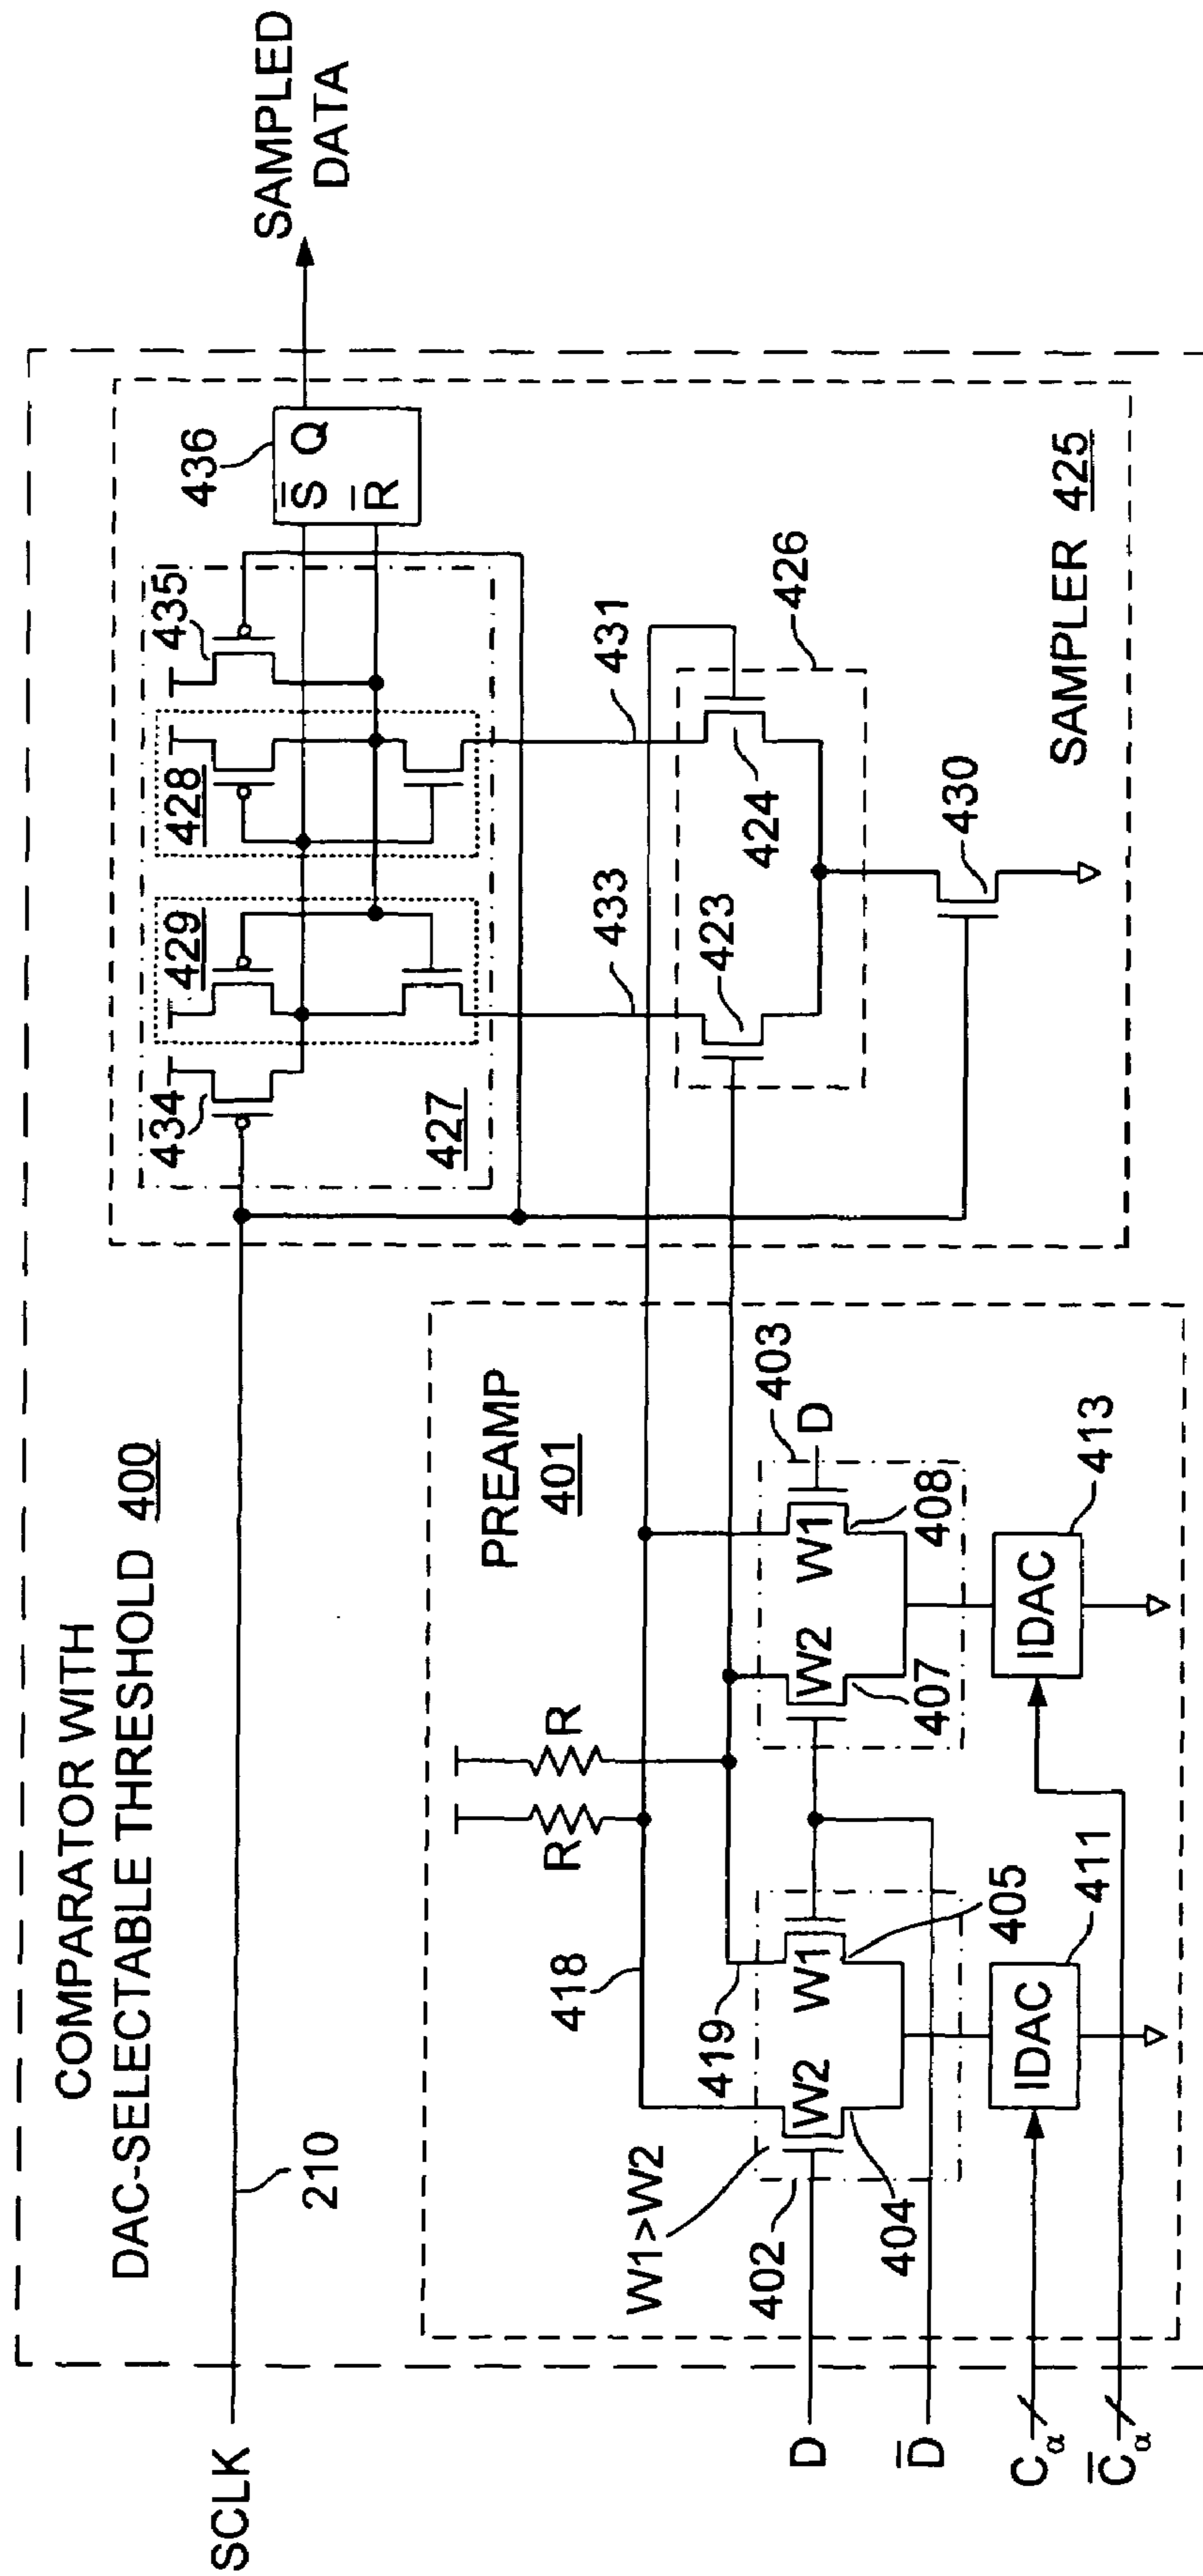 COMPARATOR WITH
DAC-SELECTABLE THRESHOLD 400
SCLK
210
434
429
428
435
436
S̅ Q
R̅
SAMPLED
DATA
427
433
431
423
424
426
430
SAMPLER 425
PREAMP
401
R
R
418
419
W1>W2
402
W2
W1
404
405
W2
W1
407
408
403
D
D
D̅
IDAC
411
IDAC
413
Cα
C̅α